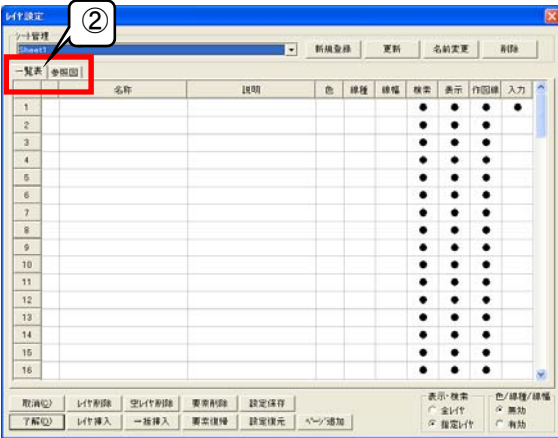 ﾚｲﾔ設定
②
ｼｰﾄ管理
Sheet1
新規登録 更新 名前変更 削除
一覧表 参照図
名称 説明 色 線種 線幅 検索 表示 作図線 入力
1 ● ● ● ●
2 ● ● ●
3 ● ● ●
4 ● ● ●
5 ● ● ●
6 ● ● ●
7 ● ● ●
8 ● ● ●
9 ● ● ●
10 ● ● ●
11 ● ● ●
12 ● ● ●
13 ● ● ●
14 ● ● ●
15 ● ● ●
16 ● ● ●
取消(C) ﾚｲﾔ削除 空ﾚｲﾔ削除 要素削除 設定保存
了解(O) ﾚｲﾔ挿入 一括挿入 要素復帰 設定復元 ﾍﾟｰｼﾞ追加
表示･検索
全ﾚｲﾔ
指定ﾚｲﾔ
色/線種/線幅
無効
有効